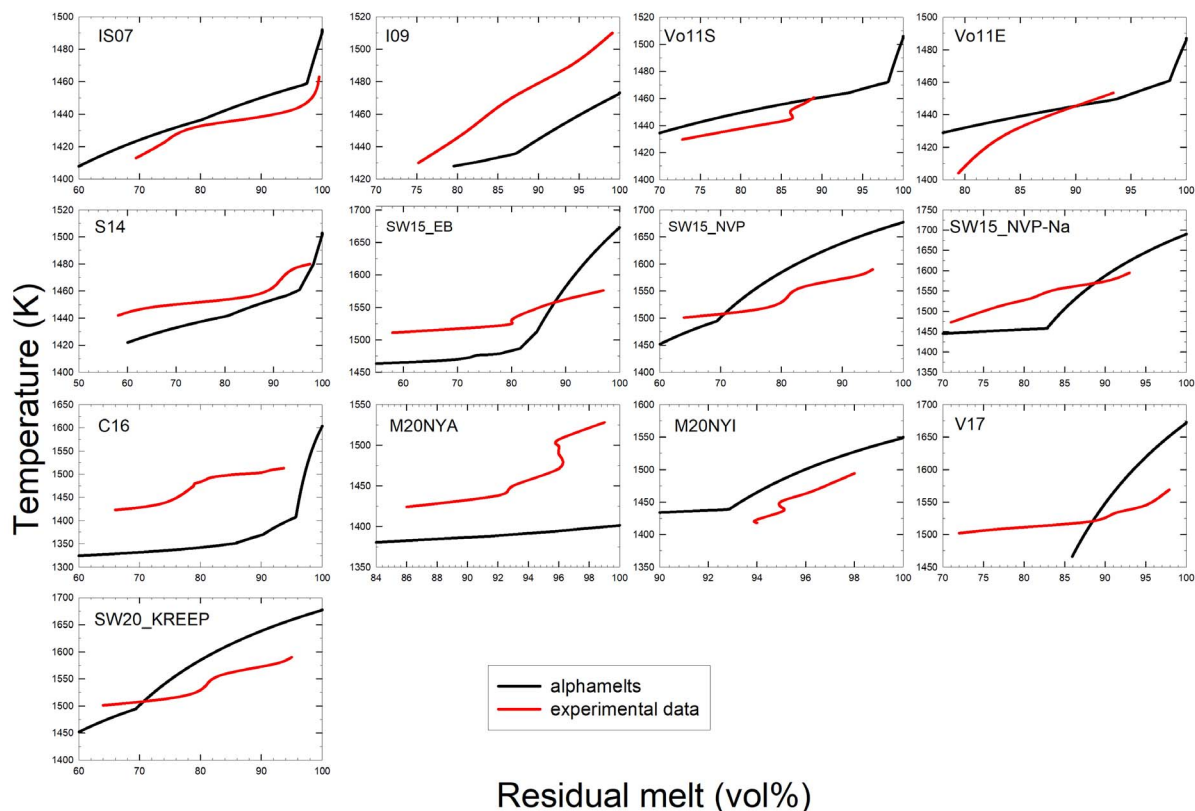 Temperature (K)
IS07
1500
1480
1460
1440
1420
1400
60 70 80 90 100
I09
1520
1500
1480
1460
1440
1420
70 75 80 85 90 95 100
Vo11S
1520
1500
1480
1460
1440
1420
1400
70 75 80 85 90 95 100
Vo11E
1500
1480
1460
1440
1420
1400
80 85 90 95 100
S14
1520
1500
1480
1460
1440
1420
1400
50 60 70 80 90 100
SW15_EB
1700
1650
1600
1550
1500
1450
60 70 80 90 100
SW15_NVP
1700
1650
1600
1550
1500
1450
1400
60 70 80 90 100
SW15_NVP-Na
1750
1700
1650
1600
1550
1500
1450
1400
1350
70 75 80 85 90 95 100
C16
1650
1600
1550
1500
1450
1400
1350
1300
60 70 80 90 100
M20NYA
1550
1500
1450
1400
1350
84 86 88 90 92 94 96 98 100
M20NYI
1600
1550
1500
1450
1400
1350
90 92 94 96 98 100
V17
1700
1650
1600
1550
1500
1450
70 75 80 85 90 95 100
SW20_KREEP
1700
1650
1600
1550
1500
1450
1400
60 70 80 90 100
alphamelts
experimental data
Residual melt (vol%)